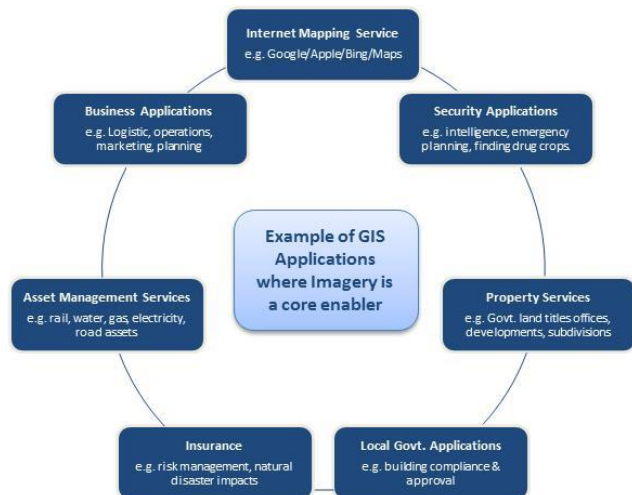 Internet Mapping Service
e.g. Google/Apple/Bing/Maps
Business Applications
e.g. Logistic, operations,
marketing, planning
Security Applications
e.g. intelligence, emergency
planning, finding drug crops.
Example of GIS
Applications
where Imagery is
a core enabler
Asset Management Services
e.g. rail, water, gas, electricity,
road assets
Property Services
e.g. Govt. land titles offices,
developments, subdivisions
Insurance
e.g. risk management, natural
disaster impacts
Local Govt. Applications
e.g. building compliance &
approval